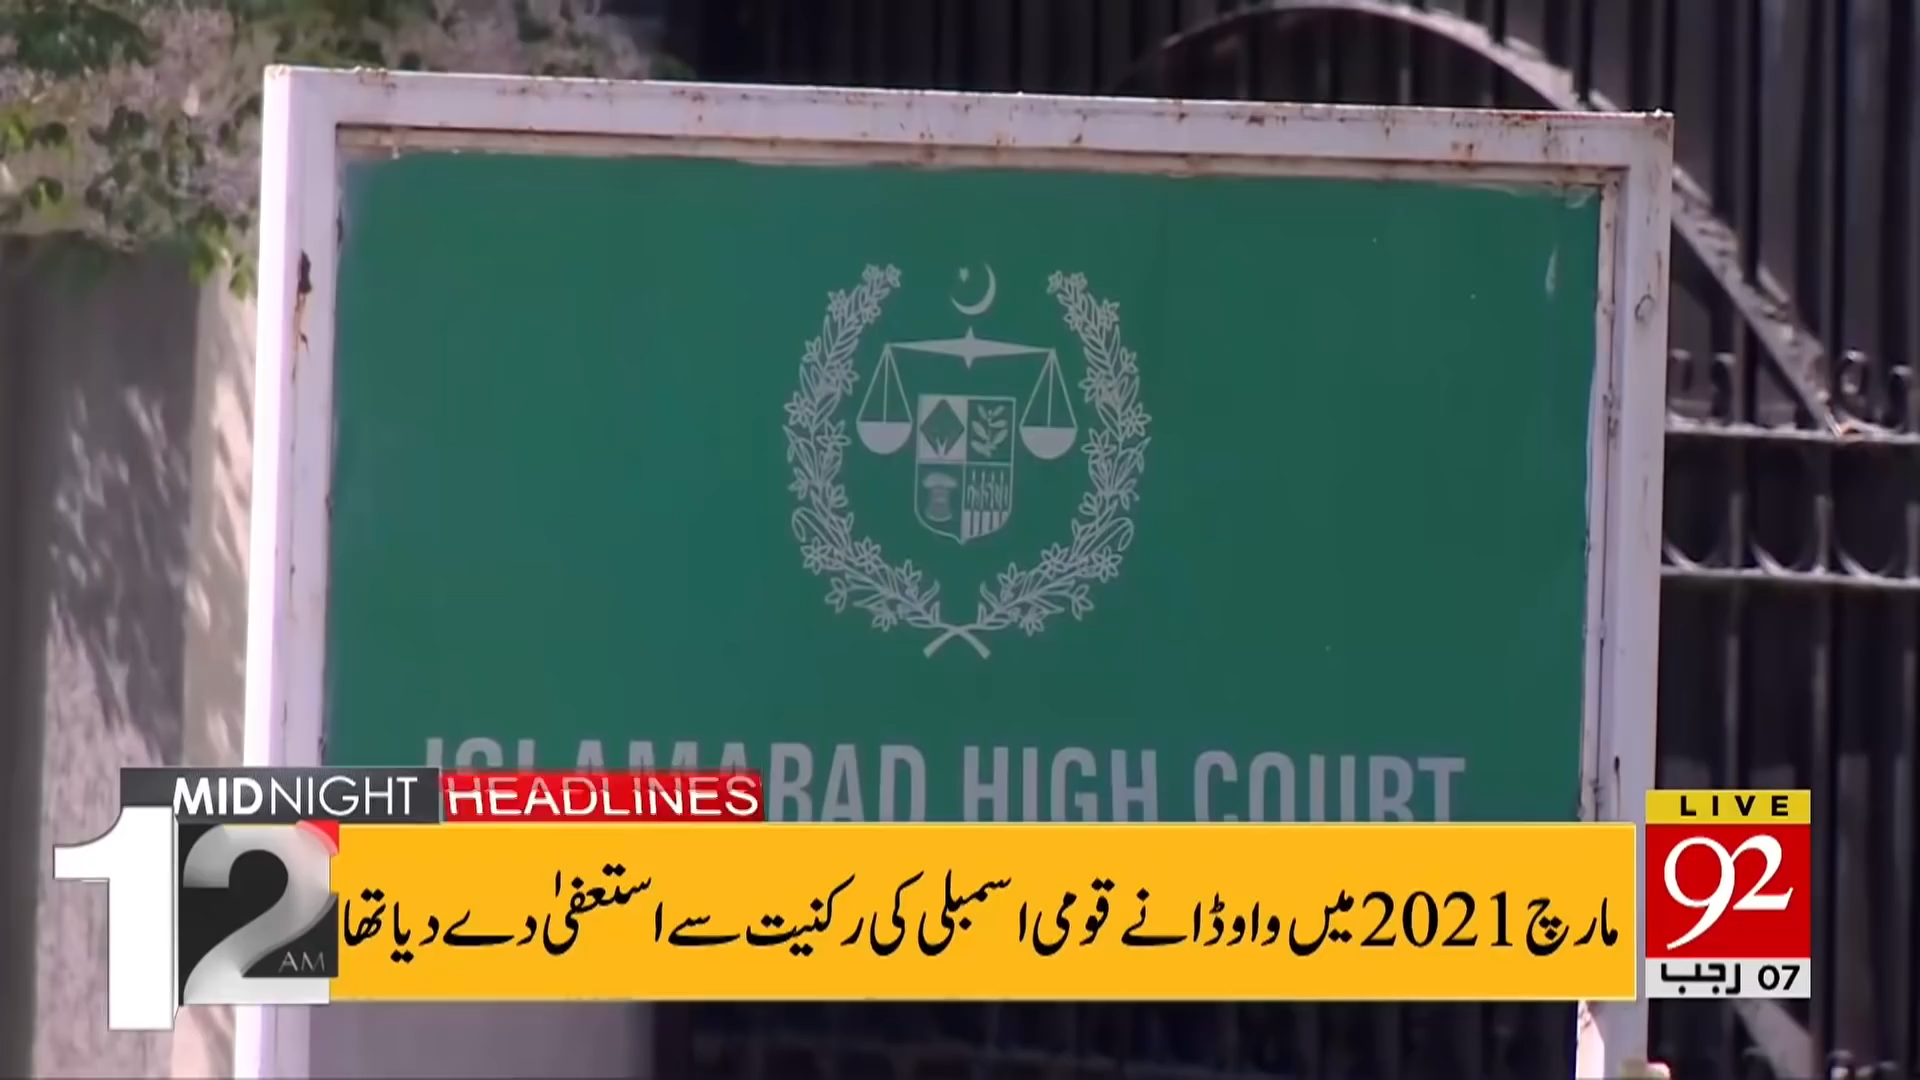 ISLAMABAD HIGH COURT
MIDNIGHT HEADLINES
12 AM
مارچ 2021 میں واوڈا نے قومی اسمبلی کی رکنیت سے استعفیٰ دے دیا تھا
LIVE
92
07 رجب